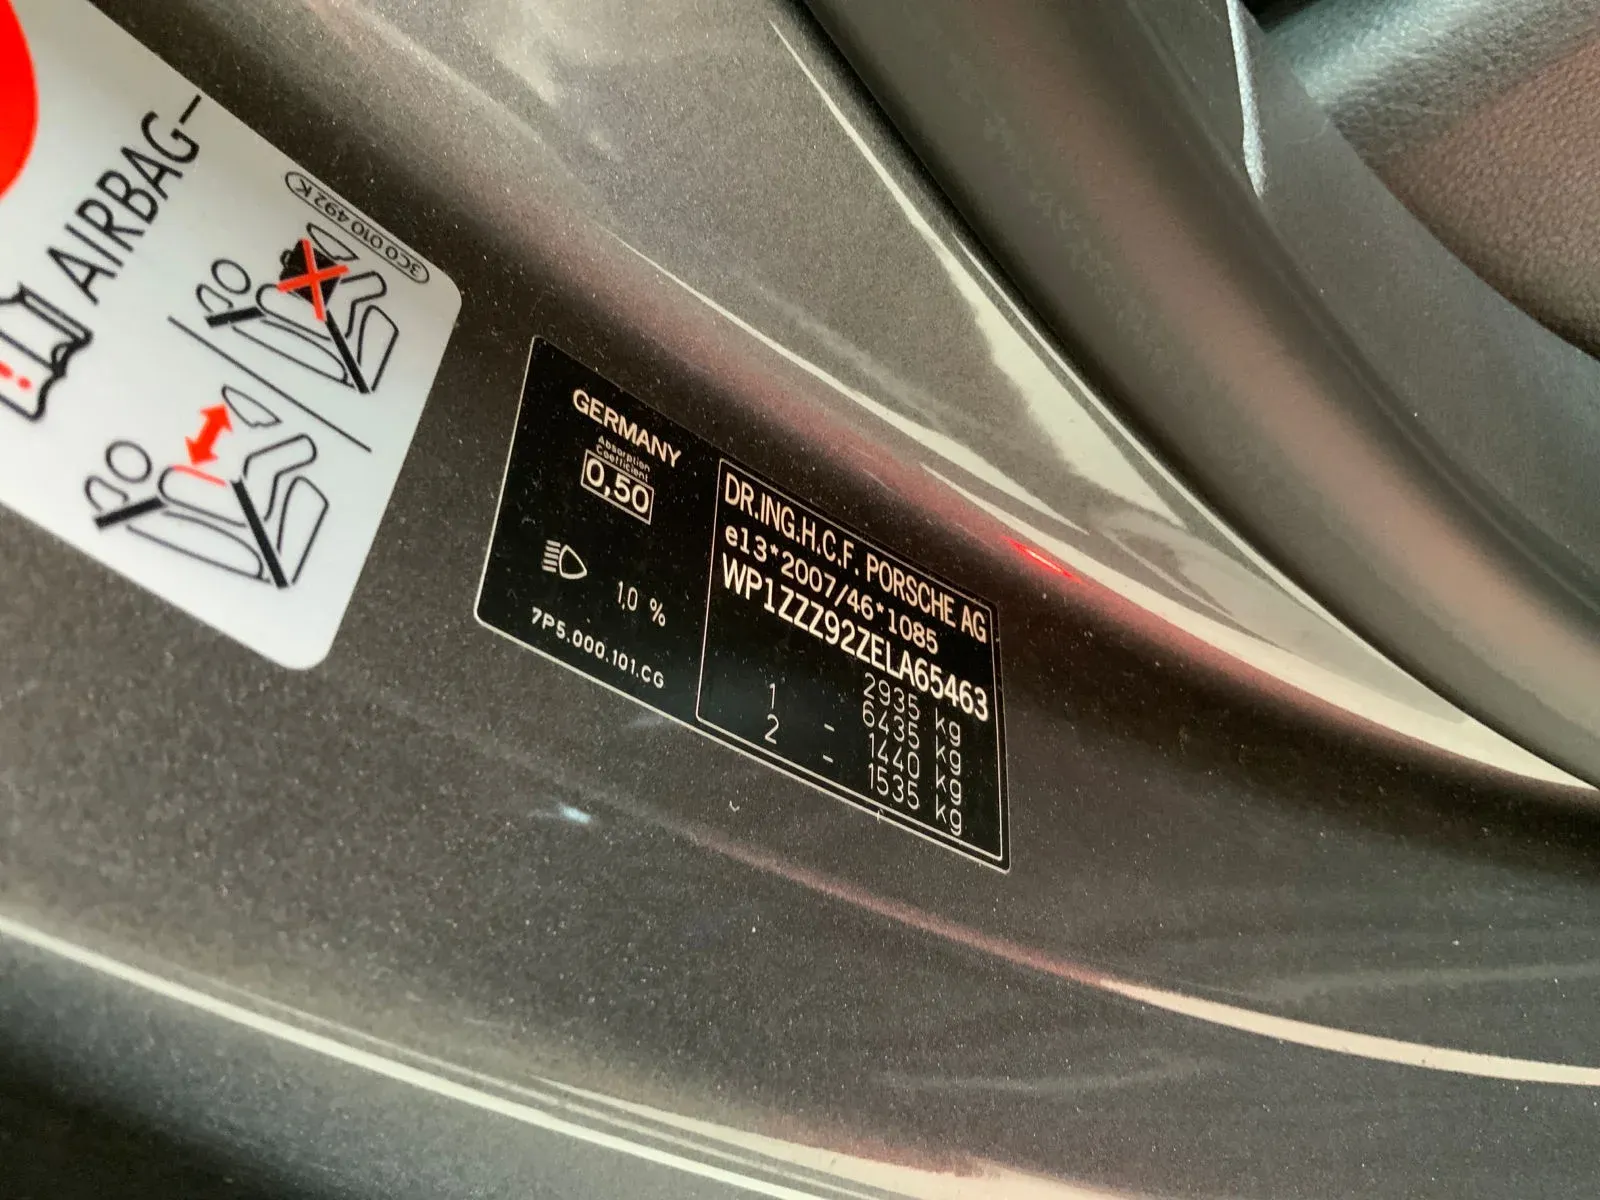 AIRBAG-
3C0 010 492 K
GERMANY
Absorption
Coefficient
0,50
1,0 %
7P5.000.101.CG
DR.ING.H.C.F. PORSCHE AG
e13*2007/46*1085
WP1ZZZ92ZELA65463
2935 kg
6435 kg
1 - 1440 kg
2 - 1535 kg